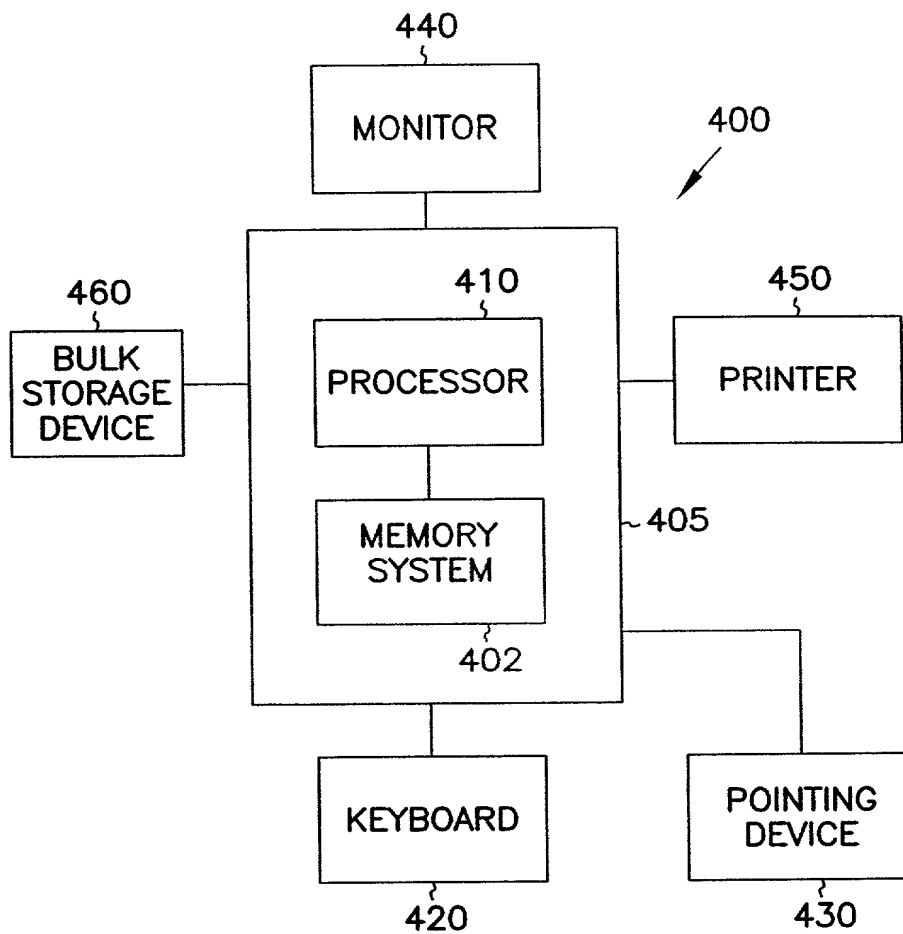 440
MONITOR
400
460
BULK
STORAGE
DEVICE
410
PROCESSOR
450
PRINTER
MEMORY
SYSTEM
402
405
KEYBOARD
420
POINTING
DEVICE
430